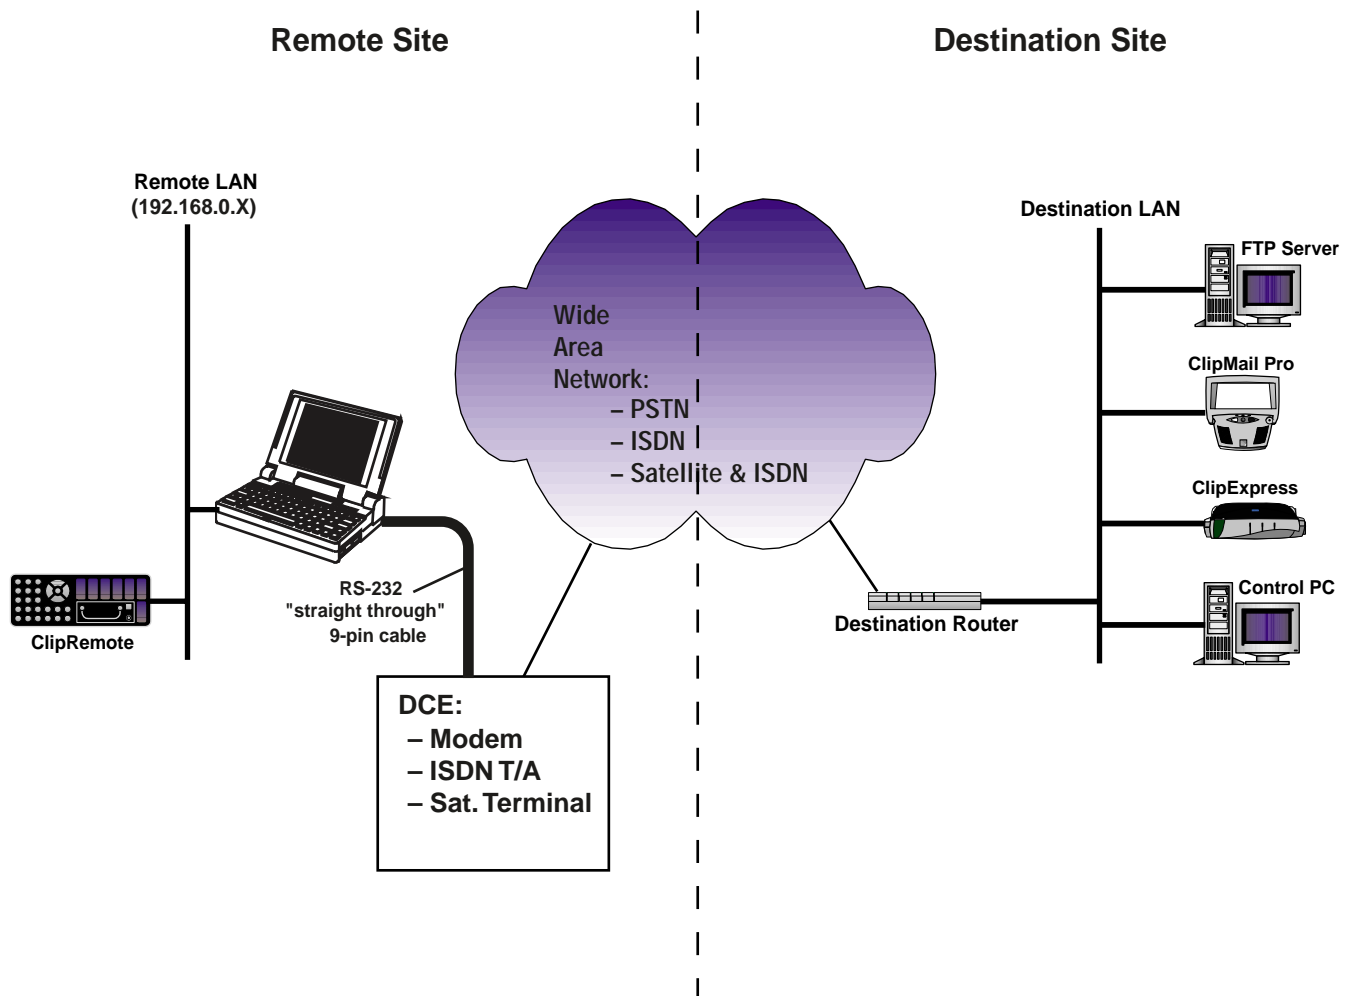 Remote Site
Destination Site
Remote LAN
(192.168.0.X)
Destination LAN
FTP Server
Wide
Area
Network:
– PSTN
– ISDN
– Satellite & ISDN
ClipMail Pro
ClipExpress
RS-232
"straight through"
9-pin cable
Control PC
ClipRemote
Destination Router
DCE:
– Modem
– ISDN T/A
– Sat. Terminal